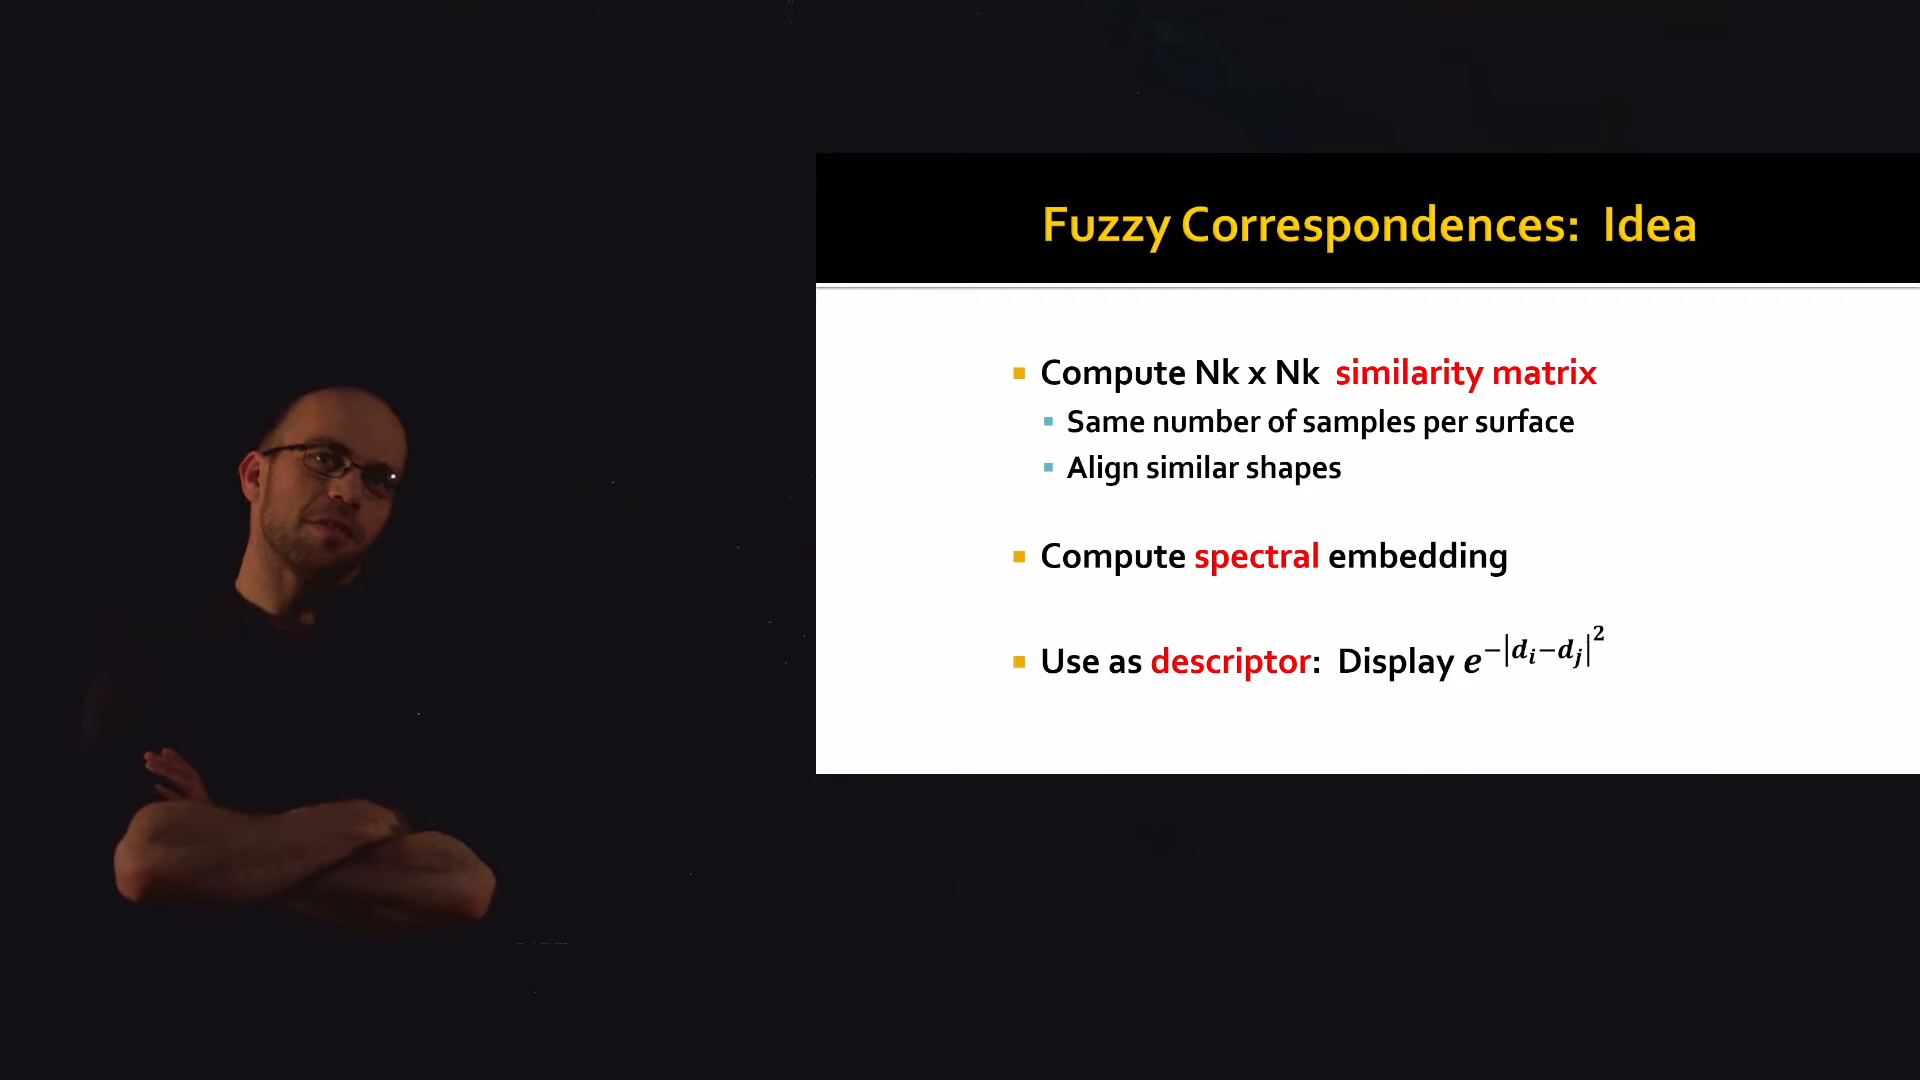 Fuzzy Correspondences: Idea
Compute Nk x Nk similarity matrix
Same number of samples per surface
Align similar shapes
Compute spectral embedding
Use as descriptor: Display $e^{-|d_i-d_j|^2}$